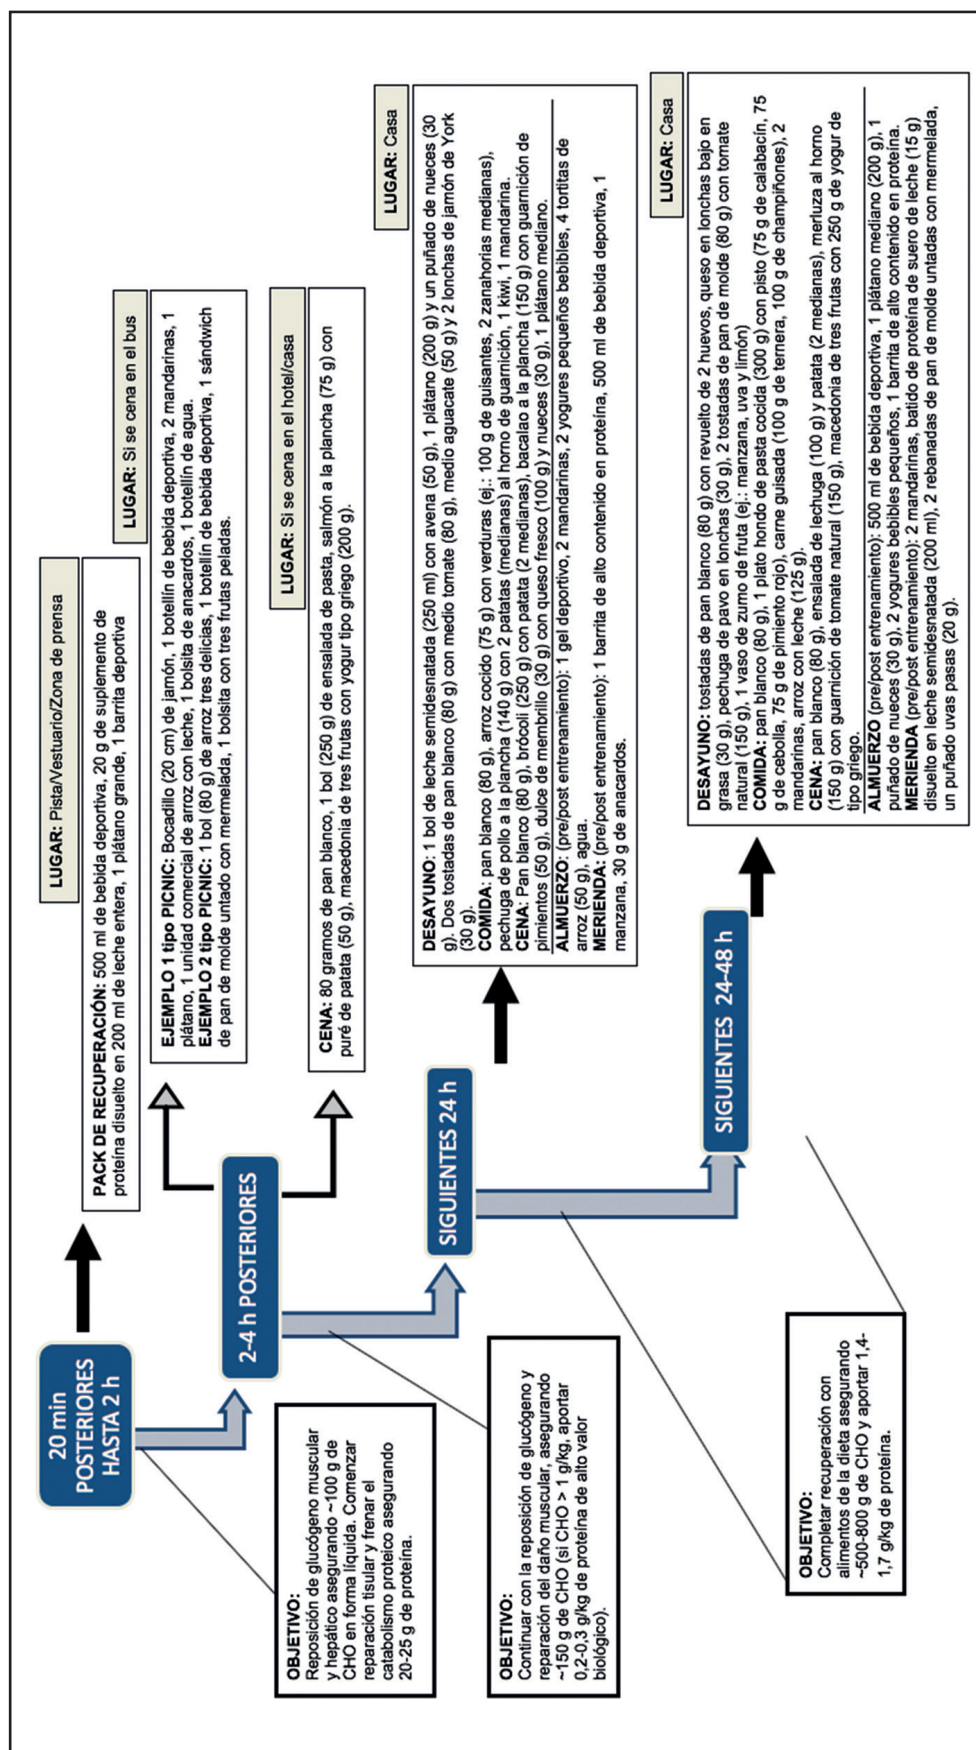 20 min
POSTERIORES
HASTA 2 h
LUGAR: Pista/Vestuario/Zona de prensa
PACK DE RECUPERACIÓN: 500 ml de bebida deportiva, 20 g de suplemento de
proteína disuelto en 200 ml de leche entera, 1 plátano grande, 1 barrita deportiva
OBJETIVO:
Reposición de glucógeno muscular
y hepático asegurando ~100 g de
CHO en forma líquida. Comenzar
reparación tisular y frenar el
catabolismo proteico asegurando
20-25 g de proteína.
2-4 h POSTERIORES
LUGAR: Si se cena en el bus
EJEMPLO 1 tipo PICNIC: Bocadillo (20 cm) de jamón, 1 botellín de bebida deportiva, 2 mandarinas, 1
plátano, 1 unidad comercial de arroz con leche, 1 bolsita de anacardos, 1 botellín de agua.
EJEMPLO 2 tipo PICNIC: 1 bol (80 g) de arroz tres delicias, 1 botellín de bebida deportiva, 1 sándwich
de pan de molde untado con mermelada, 1 bolsita con tres frutas peladas.
LUGAR: Si se cena en el hotel/casa
CENA: 80 gramos de pan blanco, 1 bol (250 g) de ensalada de pasta, salmón a la plancha (75 g) con
puré de patata (50 g), macedonia de tres frutas con yogur tipo griego (200 g).
OBJETIVO:
Continuar con la reposición de glucógeno y
reparación del daño muscular, asegurando
~150 g de CHO (si CHO > 1 g/kg, aportar
0,2-0,3 g/kg de proteína de alto valor
biológico).
SIGUIENTES 24 h
LUGAR: Casa
DESAYUNO: 1 bol de leche semidesnatada (250 ml) con avena (50 g), 1 plátano (200 g) y un puñado de nueces (30
g). Dos tostadas de pan blanco (80 g) con medio tomate (80 g), medio aguacate (50 g) y 2 lonchas de jamón de York
(30 g).
COMIDA: pan blanco (80 g), arroz cocido (75 g) con verduras (ej.: 100 g de guisantes, 2 zanahorias medianas),
pechuga de pollo a la plancha (140 g) con 2 patatas (medianas) al horno de guarnición, 1 kiwi, 1 mandarina.
CENA: Pan blanco (80 g), brócoli (250 g) con patata (2 medianas), bacalao a la plancha (150 g) con guarnición de
pimientos (50 g), dulce de membrillo (30 g) con queso fresco (100 g) y nueces (30 g), 1 plátano mediano.
ALMUERZO: (pre/post entrenamiento): 1 gel deportivo, 2 mandarinas, 2 yogures pequeños bebibles, 4 tortitas de
arroz (50 g), agua.
MERIENDA: (pre/post entrenamiento): 1 barrita de alto contenido en proteína, 500 ml de bebida deportiva, 1
manzana, 30 g de anacardos.
OBJETIVO:
Completar recuperación con
alimentos de la dieta asegurando
~500-800 g de CHO y aportar 1,4-
1,7 g/kg de proteína.
SIGUIENTES 24-48 h
LUGAR: Casa
DESAYUNO: tostadas de pan blanco (80 g) con revuelto de 2 huevos, queso en lonchas bajo en
grasa (30 g), pechuga de pavo en lonchas (30 g), 2 tostadas de pan de molde (80 g) con tomate
natural (150 g), 1 vaso de zumo de fruta (ej.: manzana, uva y limón)
COMIDA: pan blanco (80 g), 1 plato hondo de pasta cocida (300 g) con pisto (75 g de calabacín, 75
g de cebolla, 75 g de pimiento rojo), carne guisada (100 g de ternera, 100 g de champiñones), 2
mandarinas, arroz con leche (125 g).
CENA: pan blanco (80 g), ensalada de lechuga (100 g) y patata (2 medianas), merluza al horno
(150 g) con guarnición de tomate natural (150 g), macedonia de tres frutas con 250 g de yogur de
tipo griego.
ALMUERZO (pre/post entrenamiento): 500 ml de bebida deportiva, 1 plátano mediano (200 g), 1
puñado de nueces (30 g), 2 yogures bebibles pequeños, 1 barrita de alto contenido en proteína.
MERIENDA (pre/post entrenamiento): 2 mandarinas, batido de proteína de suero de leche (15 g)
disuelto en leche semidesnatada (200 ml), 2 rebanadas de pan de molde untadas con mermelada,
un puñado uvas pasas (20 g).